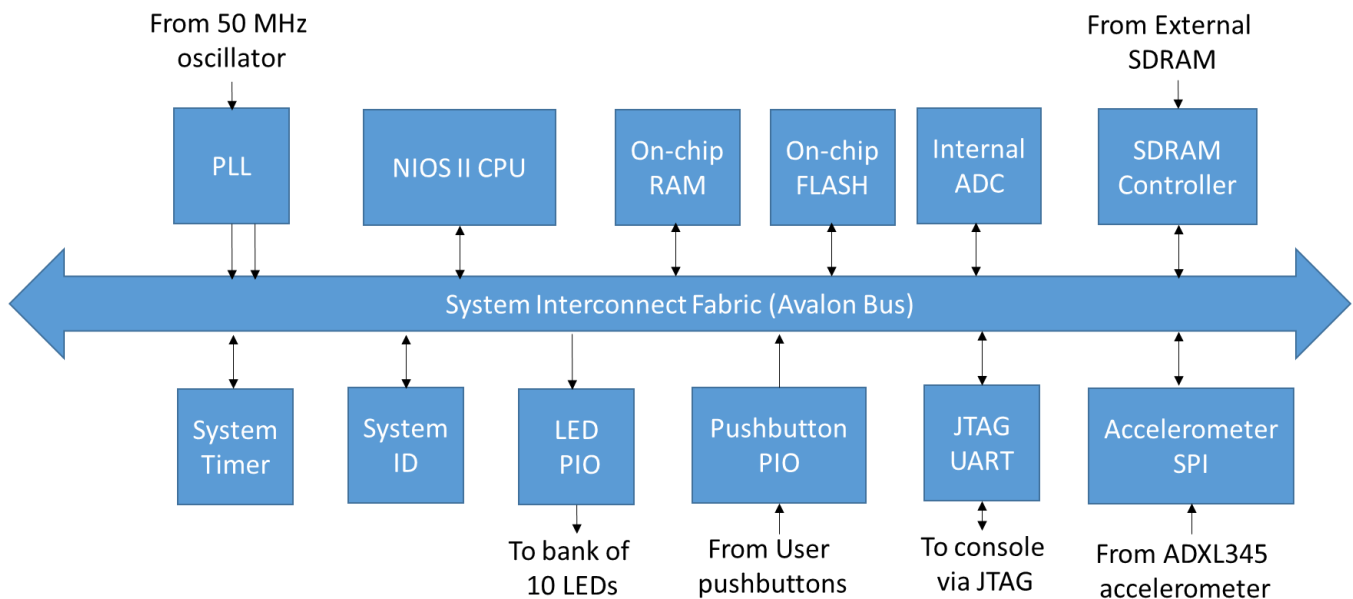 From 50 MHz
oscillator
From External
SDRAM
PLL
NIOS II CPU
On-chip
RAM
On-chip
FLASH
Internal
ADC
SDRAM
Controller
System Interconnect Fabric (Avalon Bus)
System
Timer
System
ID
LED
PIO
Pushbutton
PIO
JTAG
UART
Accelerometer
SPI
To bank of
10 LEDs
From User
pushbuttons
To console
via JTAG
From ADXL345
accelerometer